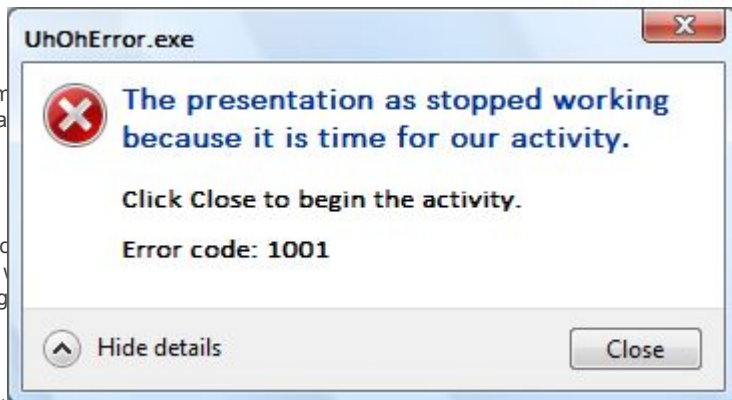 UhOhError.exe
The presentation as stopped working
because it is time for our activity.
Click Close to begin the activity.
Error code: 1001
Hide details
Close